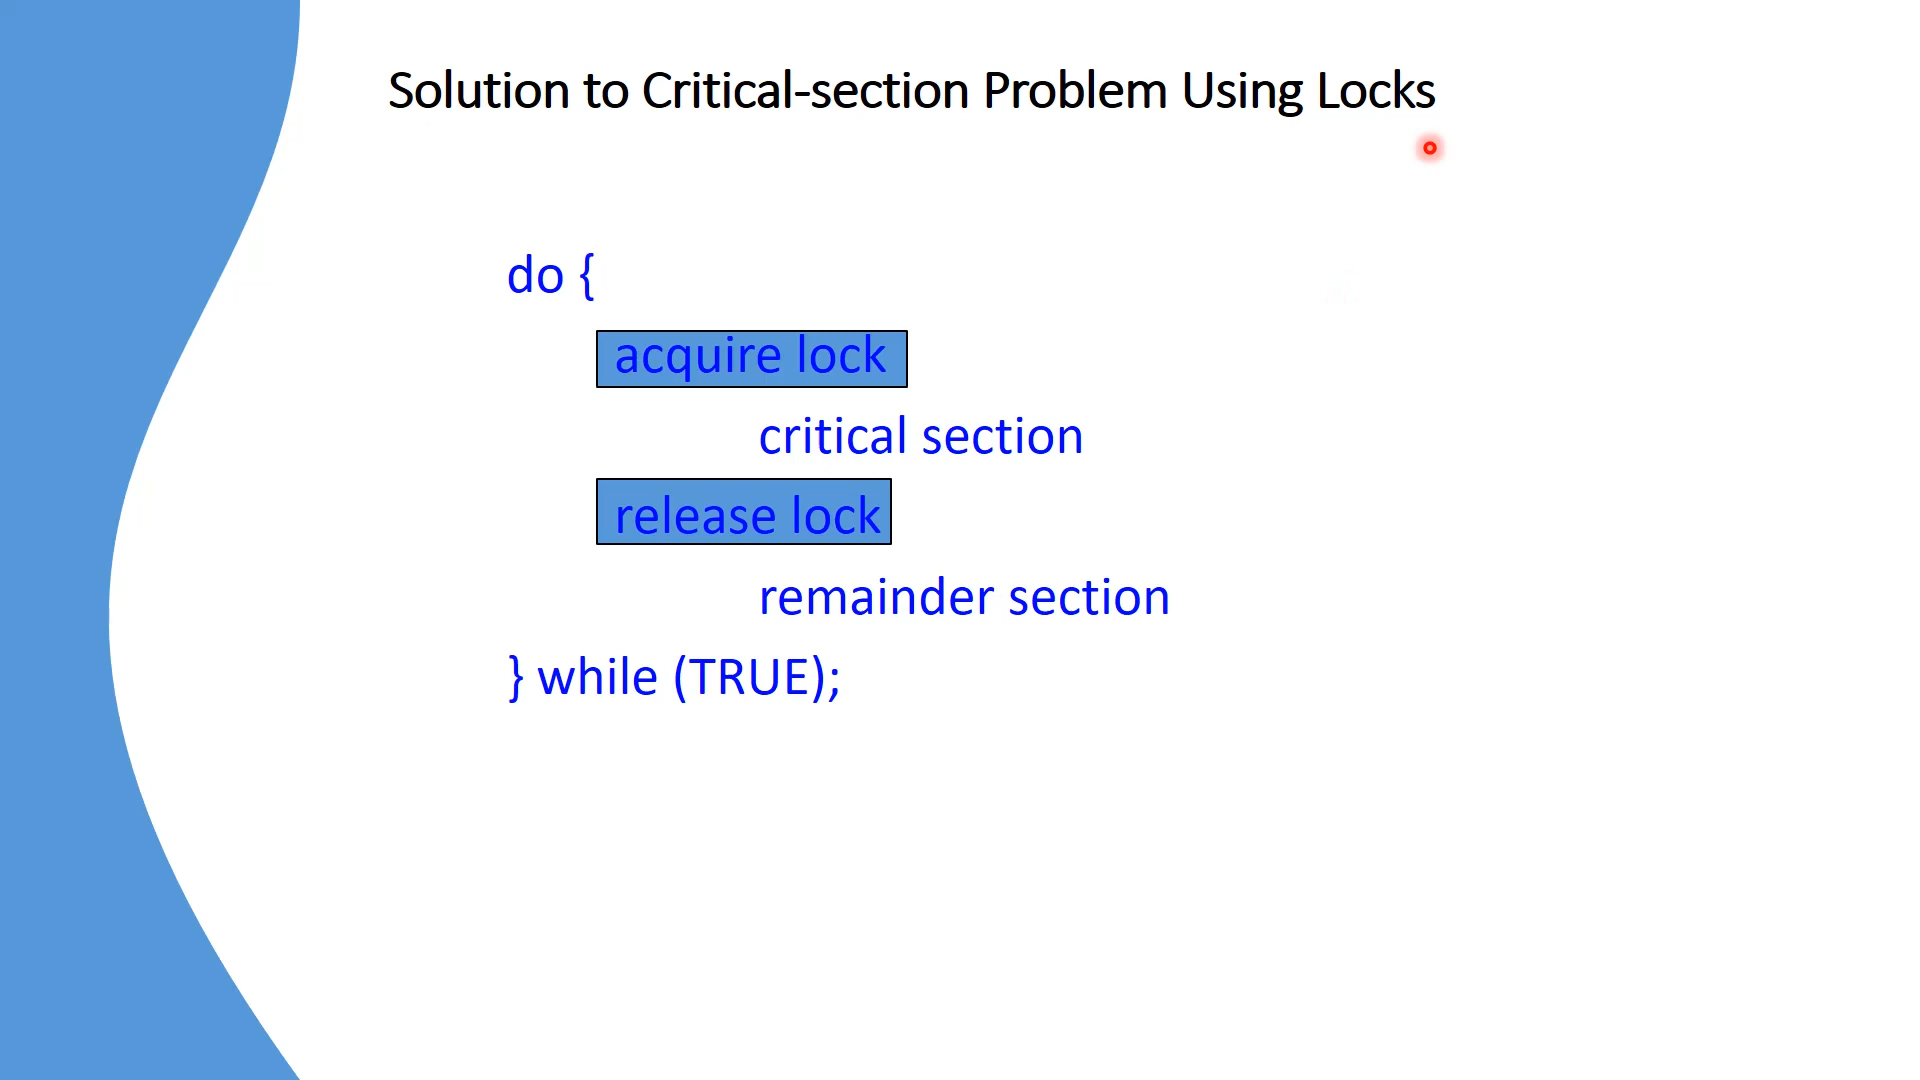 Solution to Critical-section Problem Using Locks
do {
acquire lock
critical section
release lock
remainder section
} while (TRUE);